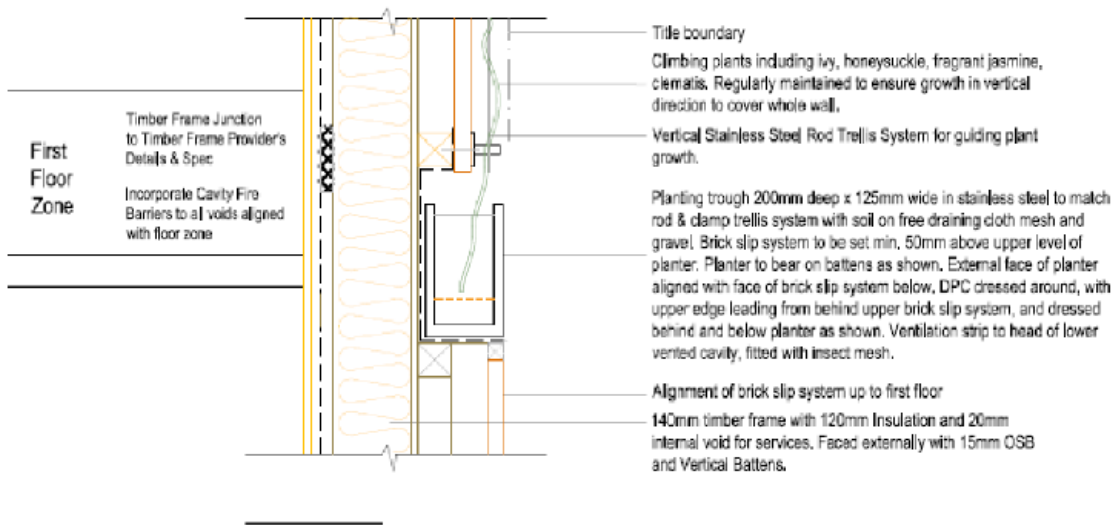 First
Floor
Zone
Timber Frame Junction
to Timber Frame Provider's
Details & Spec
Incorporate Cavity Fire
Barriers to all voids aligned
with floor zone
Title boundary
Climbing plants including ivy, honeysuckle, fragrant jasmine,
clematis. Regularly maintained to ensure growth in vertical
direction to cover whole wall.
Vertical Stainless Steel Rod Trellis System for guiding plant
growth.
Planting trough 200mm deep x 125mm wide in stainless steel to match
rod & clamp trellis system with soil on free draining cloth mesh and
gravel. Brick slip system to be set min. 50mm above upper level of
planter. Planter to bear on battens as shown. External face of planter
aligned with face of brick slip system below. DPC dressed around, with
upper edge leading from behind upper brick slip system, and dressed
behind and below planter as shown. Ventilation strip to head of lower
vented cavity, fitted with insect mesh.
Alignment of brick slip system up to first floor
140mm timber frame with 120mm Insulation and 20mm
internal void for services. Faced externally with 15mm OSB
and Vertical Battens.